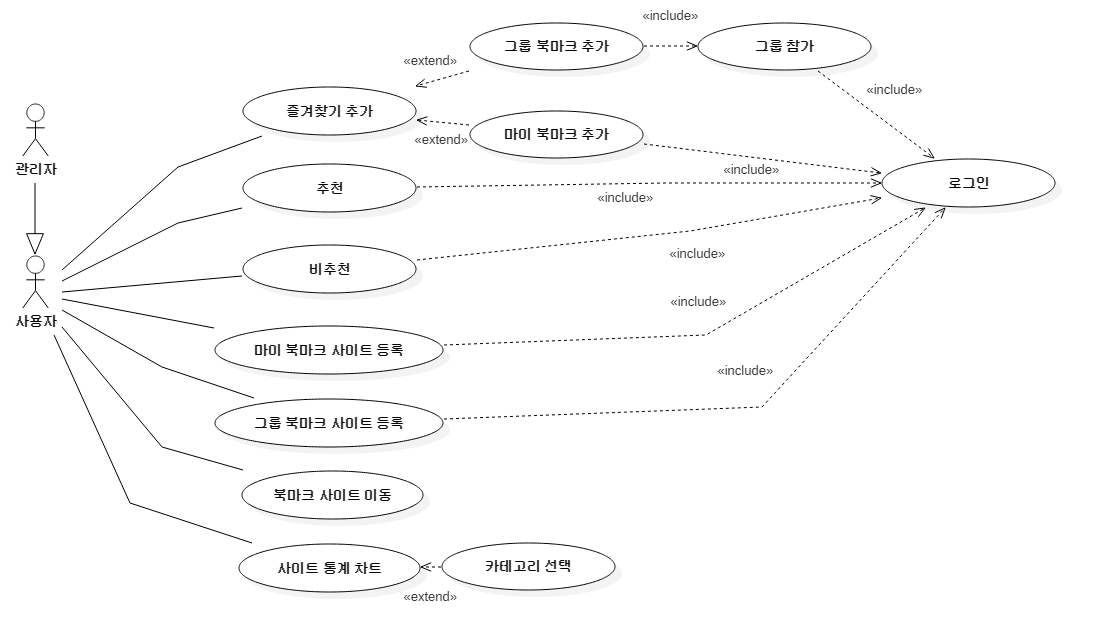 «include»
그룹 북마크 추가
그룹 참가
«extend»
«include»
즐겨찾기 추가
마이 북마크 추가
«extend»
관리자
«include»
로그인
추천
«include»
비추천
«include»
«include»
사용자
마이 북마크 사이트 등록
«include»
그룹 북마크 사이트 등록
북마크 사이트 이동
사이트 통계 차트
카테고리 선택
«extend»